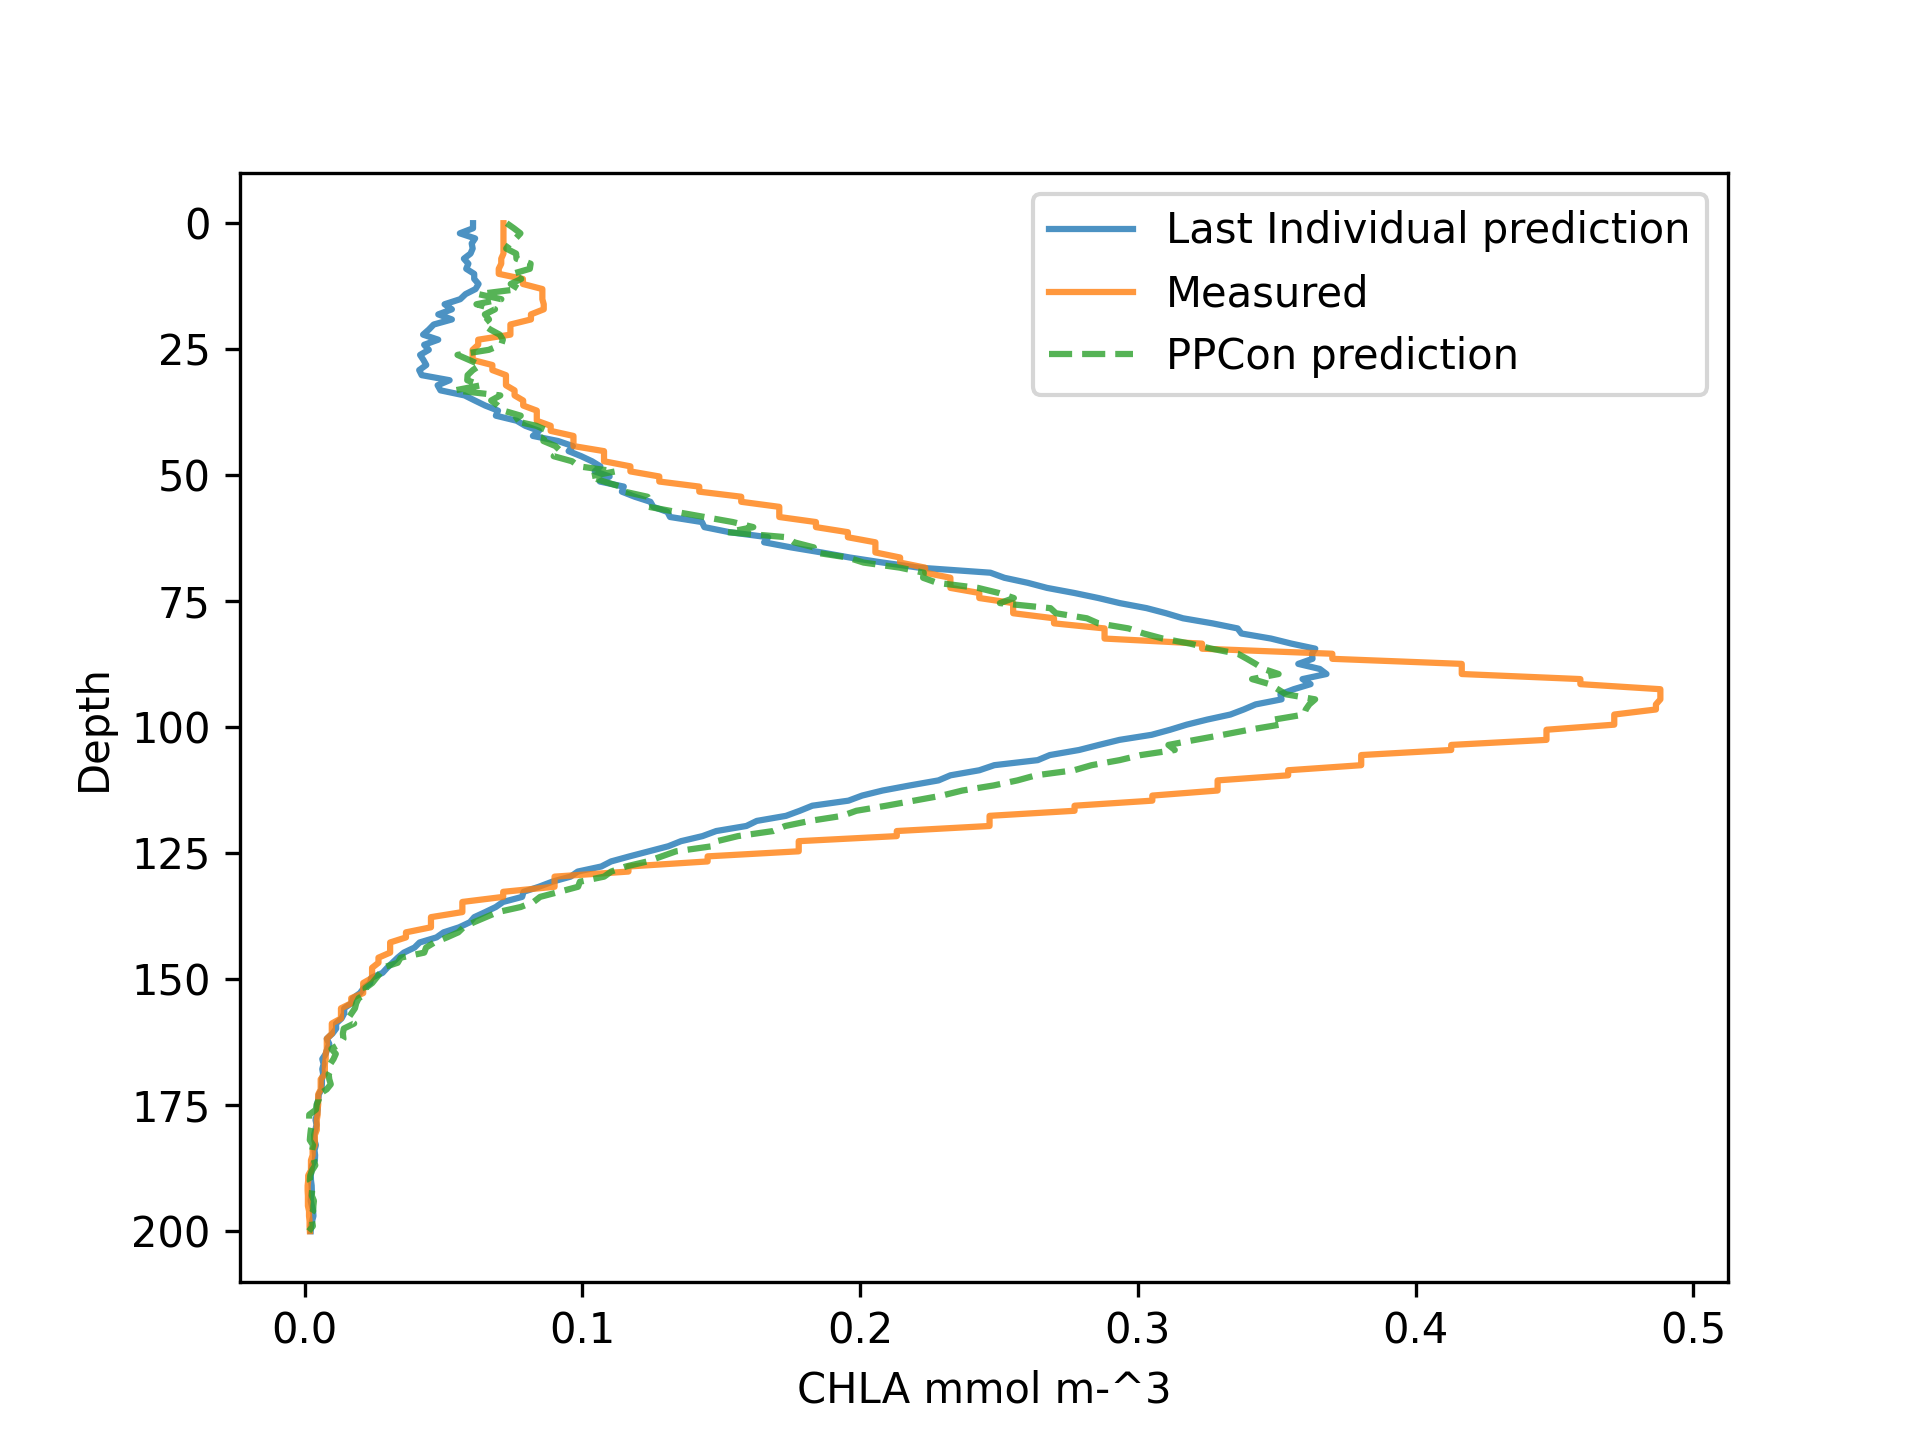 Last Individual prediction
Measured
PPCon prediction
0
25
50
75
100
125
150
175
200
Depth
0.0 0.1 0.2 0.3 0.4 0.5
CHLA mmol m-^3